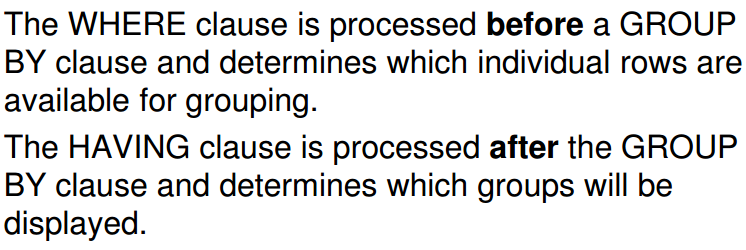 The WHERE clause is processed before a GROUP
BY clause and determines which individual rows are
available for grouping.
The HAVING clause is processed after the GROUP
BY clause and determines which groups will be
displayed.